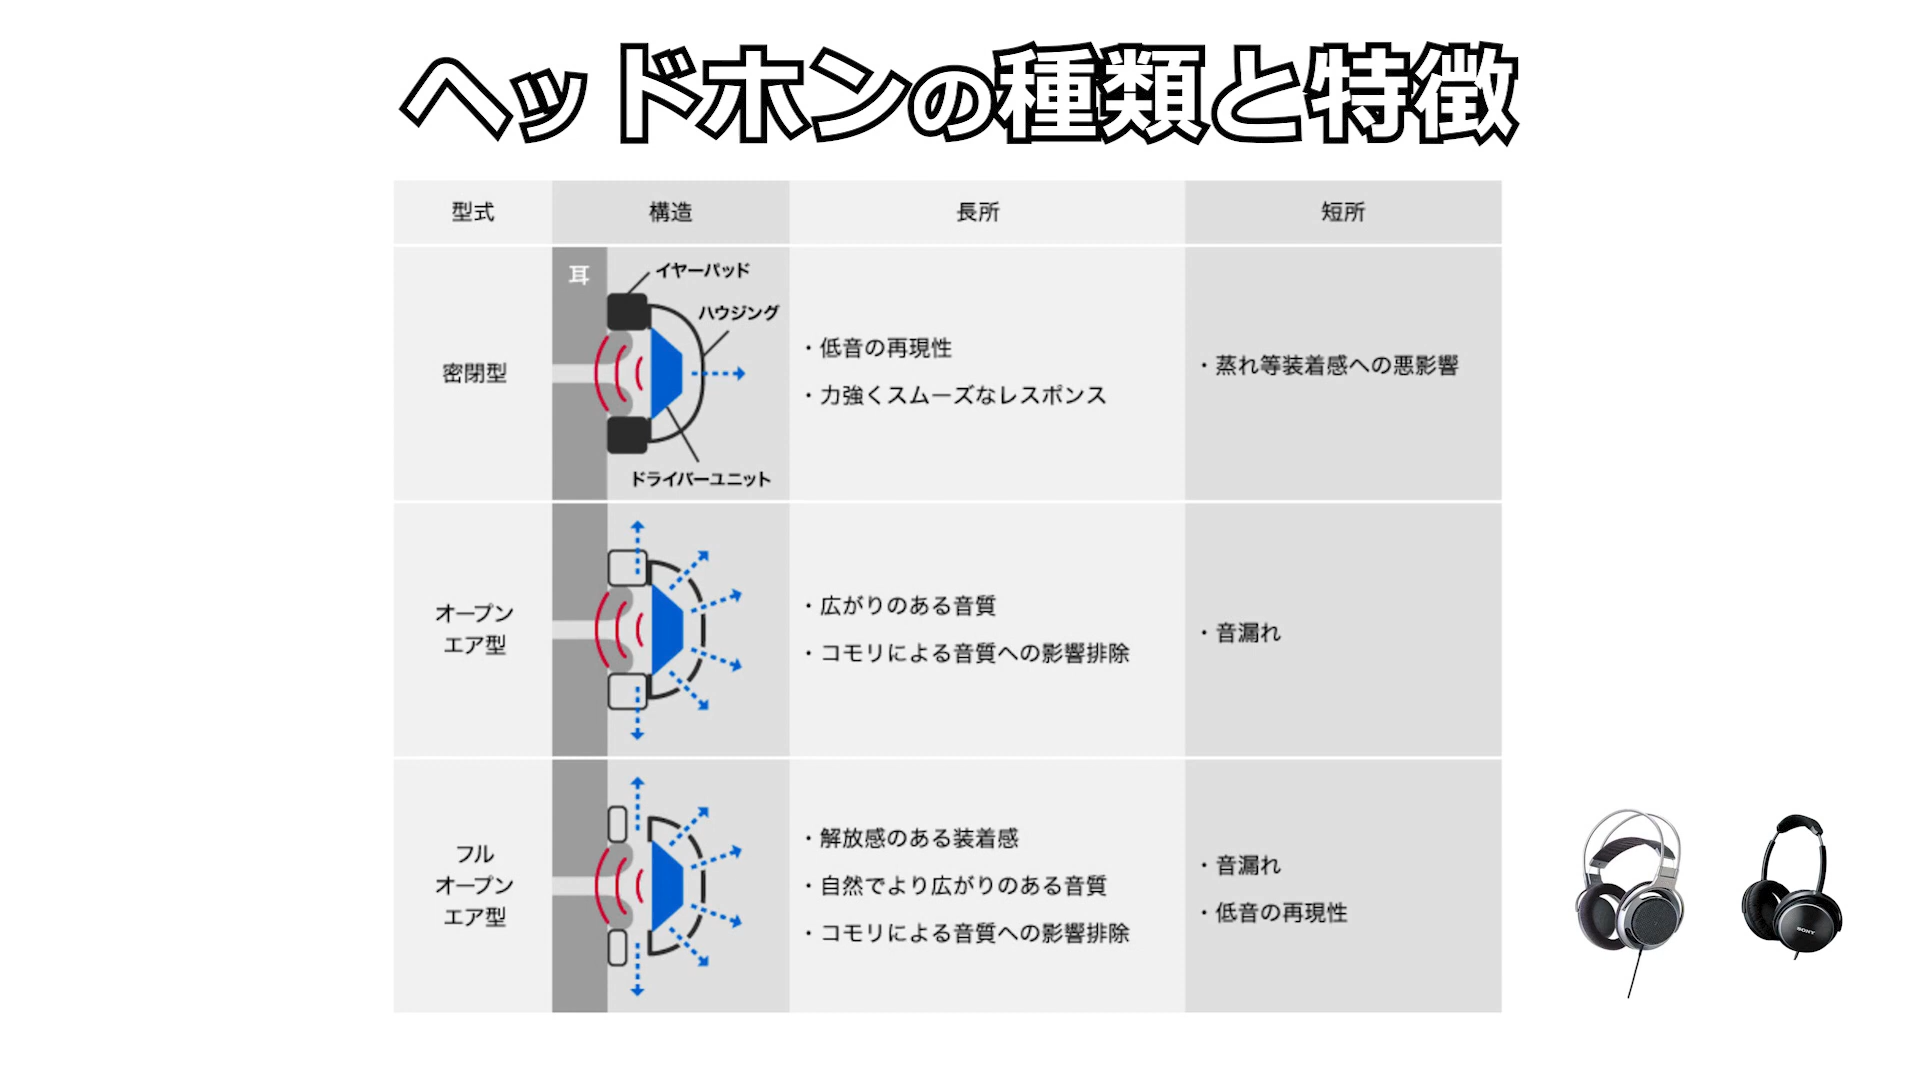 ヘッドホンの種類と特徴
型式
構造
長所
短所
密閉型
耳
イヤーパッド
ハウジング
ドライバーユニット
・低音の再現性
・力強くスムーズなレスポンス
・蒸れ等装着感への悪影響
オープン
エア型
・広がりのある音質
・コモリによる音質への影響排除
・音漏れ
フル
オープン
エア型
・解放感のある装着感
・自然でより広がりのある音質
・コモリによる音質への影響排除
・音漏れ
・低音の再現性
SONY